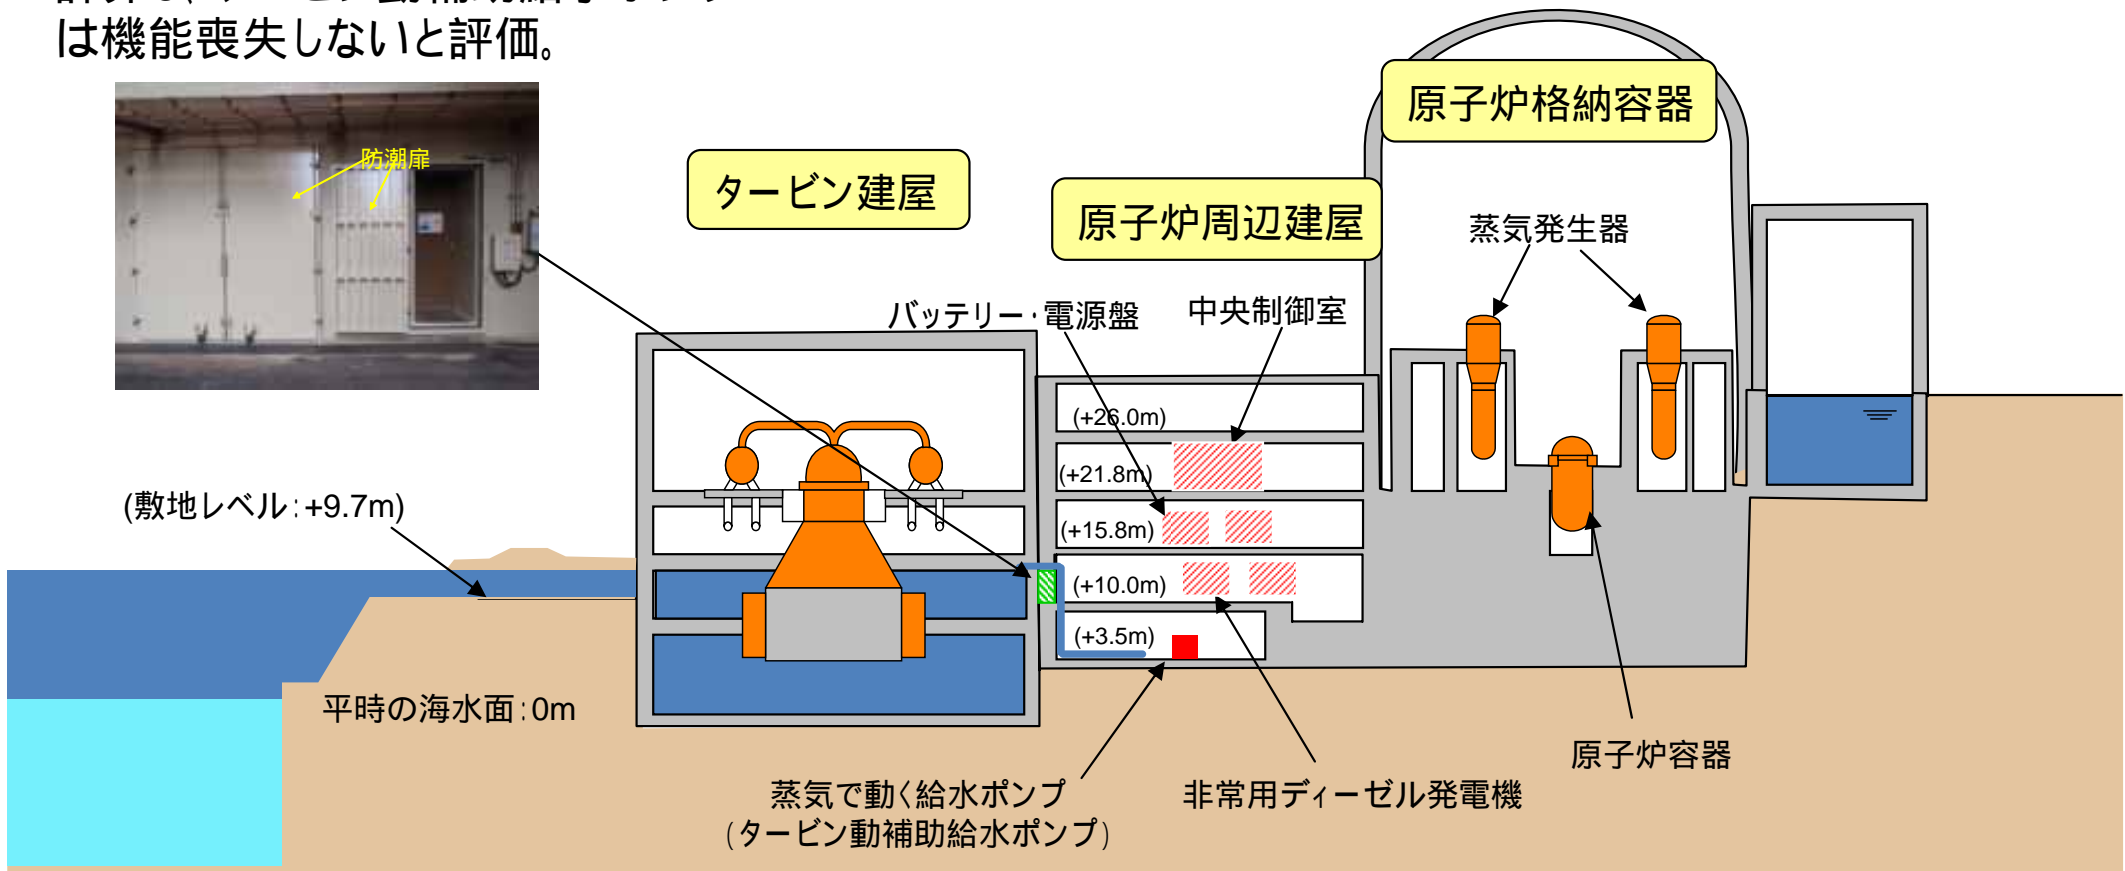 は機能喪失しないと評価。
防潮扉
タービン建屋
原子炉格納容器
原子炉周辺建屋
蒸気発生器
バッテリー・電源盤
中央制御室
(+26.0m)
(+21.8m)
(+15.8m)
(+10.0m)
(+3.5m)
(敷地レベル:+9.7m)
平時の海水面:0m
原子炉容器
蒸気で動く給水ポンプ
(タービン動補助給水ポンプ)
非常用ディーゼル発電機